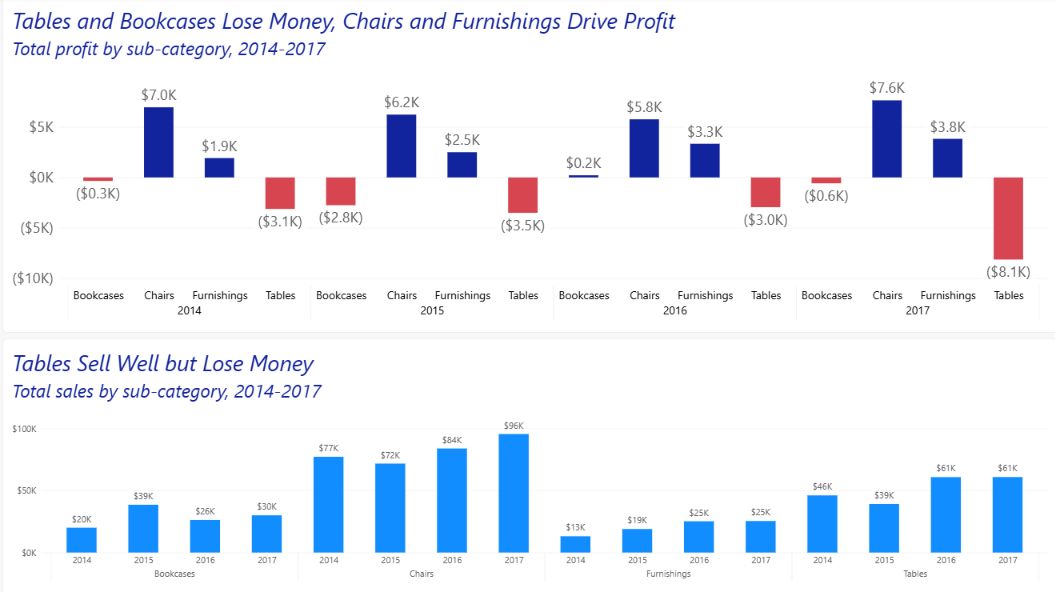 Tables and Bookcases Lose Money, Chairs and Furnishings Drive Profit
Total profit by sub-category, 2014-2017
$7.6K
$7.0K
$6.2K
$5.8K
$5K
$3.8K
$3.3K
$2.5K
$1.9K
$0.2K
$0K
($0.3K)
($0.6K)
($3.1K) ($2.8K)
($3.0K)
($5K)
($3.5K)
($10K)
($8.1K)
Bookcases Chairs Furnishings Tables Bookcases Chairs Furnishings Tables Bookcases Chairs Furnishings Tables Bookcases Chairs Furnishings Tables
2014 2015 2016 2017
Tables Sell Well but Lose Money
Total sales by sub-category, 2014-2017
$100K
$96K
$84K
$77K
$72K
$61K $61K
$50K
$46K
$39K
$39K
$30K
$26K
$25K $25K
$20K
$19K
$13K
$0K
2014 2015 2016 2017 2014 2015 2016 2017 2014 2015 2016 2017 2014 2015 2016 2017
Bookcases Chairs Furnishings Tables